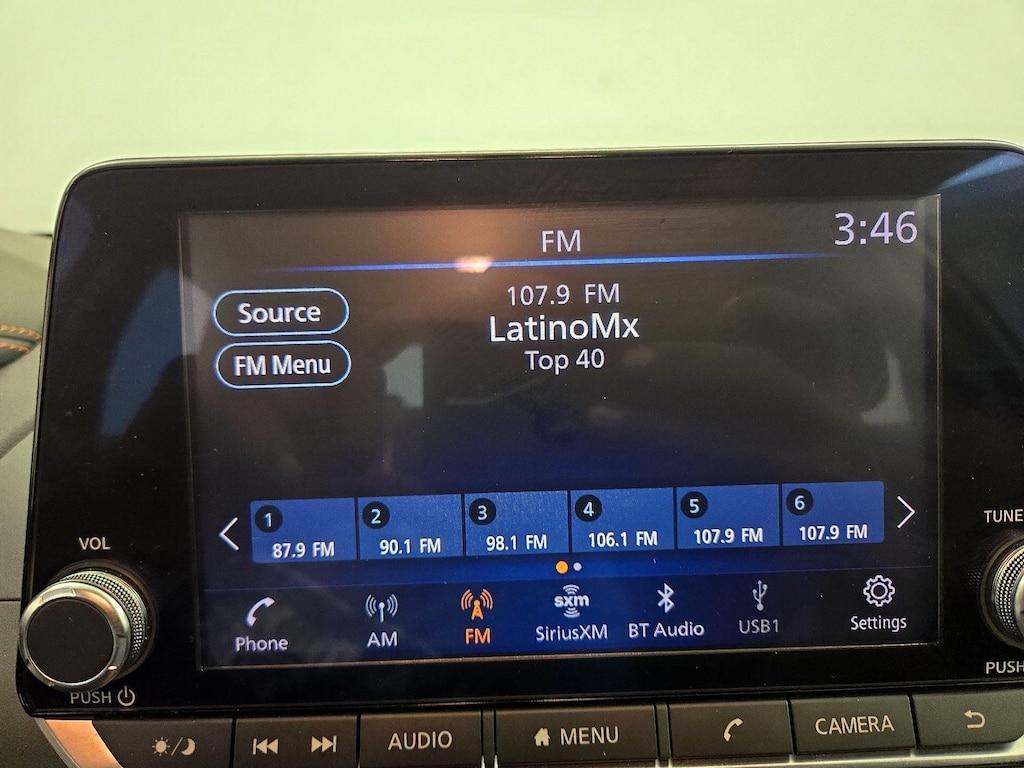 FM
3:46
107.9 FM
LatinoMx
Top 40
Source
FM Menu
1 2 3 4 5 6
87.9 FM 90.1 FM 98.1 FM 106.1 FM 107.9 FM 107.9 FM
sxm
Phone AM FM SiriusXM BT Audio USB1 Settings
VOL
PUSH
TUNE
PUSH
AUDIO MENU CAMERA